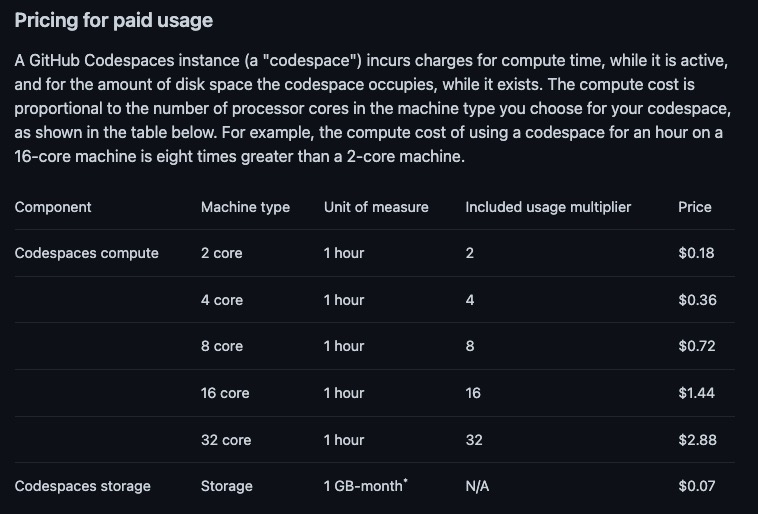 Pricing for paid usage
A GitHub Codespaces instance (a "codespace") incurs charges for compute time, while it is active,
and for the amount of disk space the codespace occupies, while it exists. The compute cost is
proportional to the number of processor cores in the machine type you choose for your codespace,
as shown in the table below. For example, the compute cost of using a codespace for an hour on a
16-core machine is eight times greater than a 2-core machine.
Component Machine type Unit of measure Included usage multiplier Price
Codespaces compute 2 core 1 hour 2 $0.18
4 core 1 hour 4 $0.36
8 core 1 hour 8 $0.72
16 core 1 hour 16 $1.44
32 core 1 hour 32 $2.88
Codespaces storage Storage 1 GB-month* N/A $0.07